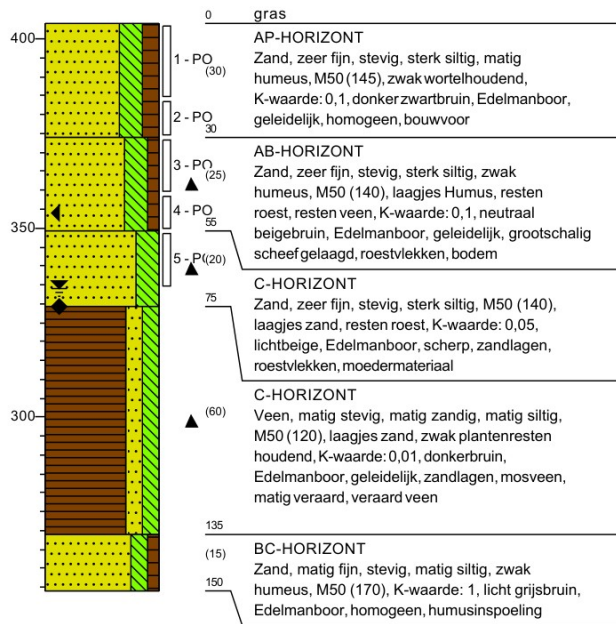 0 gras
400
1 - PO
(30)
2 - PO
30
AP-HORIZONT
Zand, zeer fijn, stevig, sterk siltig, matig
humeus, M50 (145), zwak wortelhoudend,
K-waarde: 0,1, donker zwartbruin, Edelmanboor,
geleidelijk, homogeen, bouwvoor
3 - PO
(25)
4 - PO
350
55
AB-HORIZONT
Zand, zeer fijn, stevig, sterk siltig, zwak
humeus, M50 (140), laagjes Humus, resten
roest, resten veen, K-waarde: 0,1, neutraal
beigebruin, Edelmanboor, geleidelijk, grootschalig
scheef gelaagd, roestvlekken, bodem
5 - PO
(20)
75
C-HORIZONT
Zand, zeer fijn, stevig, sterk siltig, M50 (140),
laagjes zand, resten roest, K-waarde: 0,05,
lichtbeige, Edelmanboor, scherp, zandlagen,
roestvlekken, moedermateriaal
300
(60)
135
C-HORIZONT
Veen, matig stevig, matig zandig, matig siltig,
M50 (120), laagjes zand, zwak plantenresten
houdend, K-waarde: 0,01, donkerbruin,
Edelmanboor, geleidelijk, zandlagen, mosveen,
matig veraard, veraard veen
(15)
150
BC-HORIZONT
Zand, matig fijn, stevig, matig siltig, zwak
humeus, M50 (170), K-waarde: 1, licht grijsbruin,
Edelmanboor, homogeen, humusinspoeling